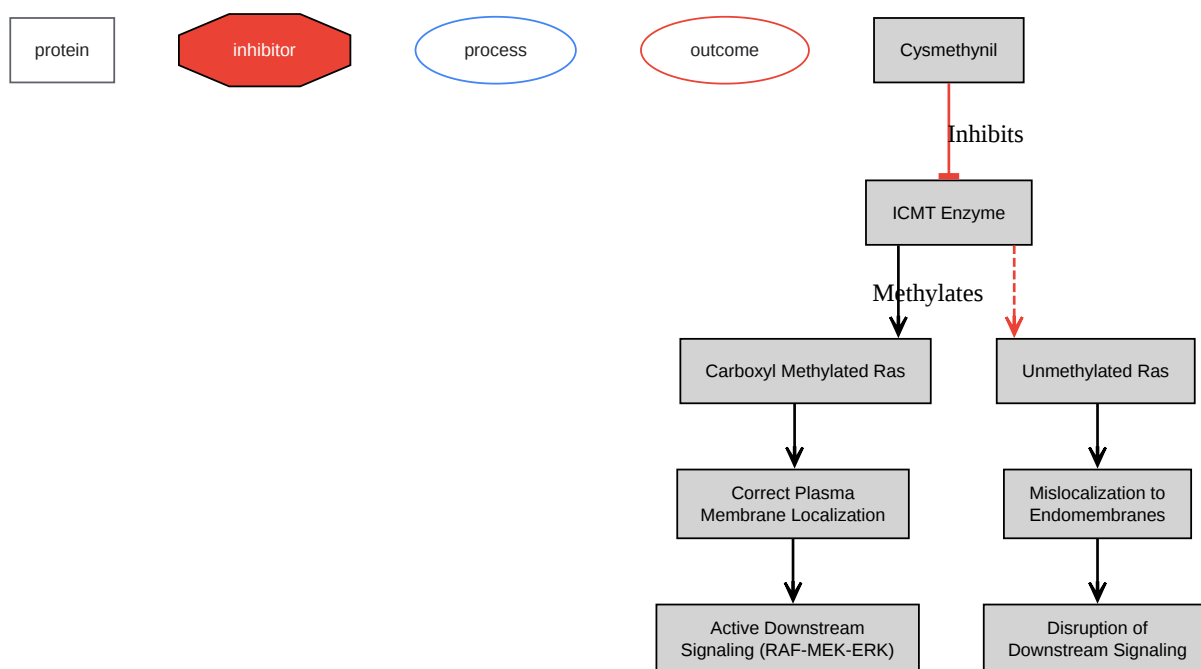 protein
inhibitor
process
outcome
Cysmethynil
Inhibits
ICMT Enzyme
Methylates
Carboxyl Methylated Ras
Unmethylated Ras
Correct Plasma
Membrane Localization
Mislocalization to
Endomembranes
Active Downstream
Signaling (RAF-MEK-ERK)
Disruption of
Downstream Signaling